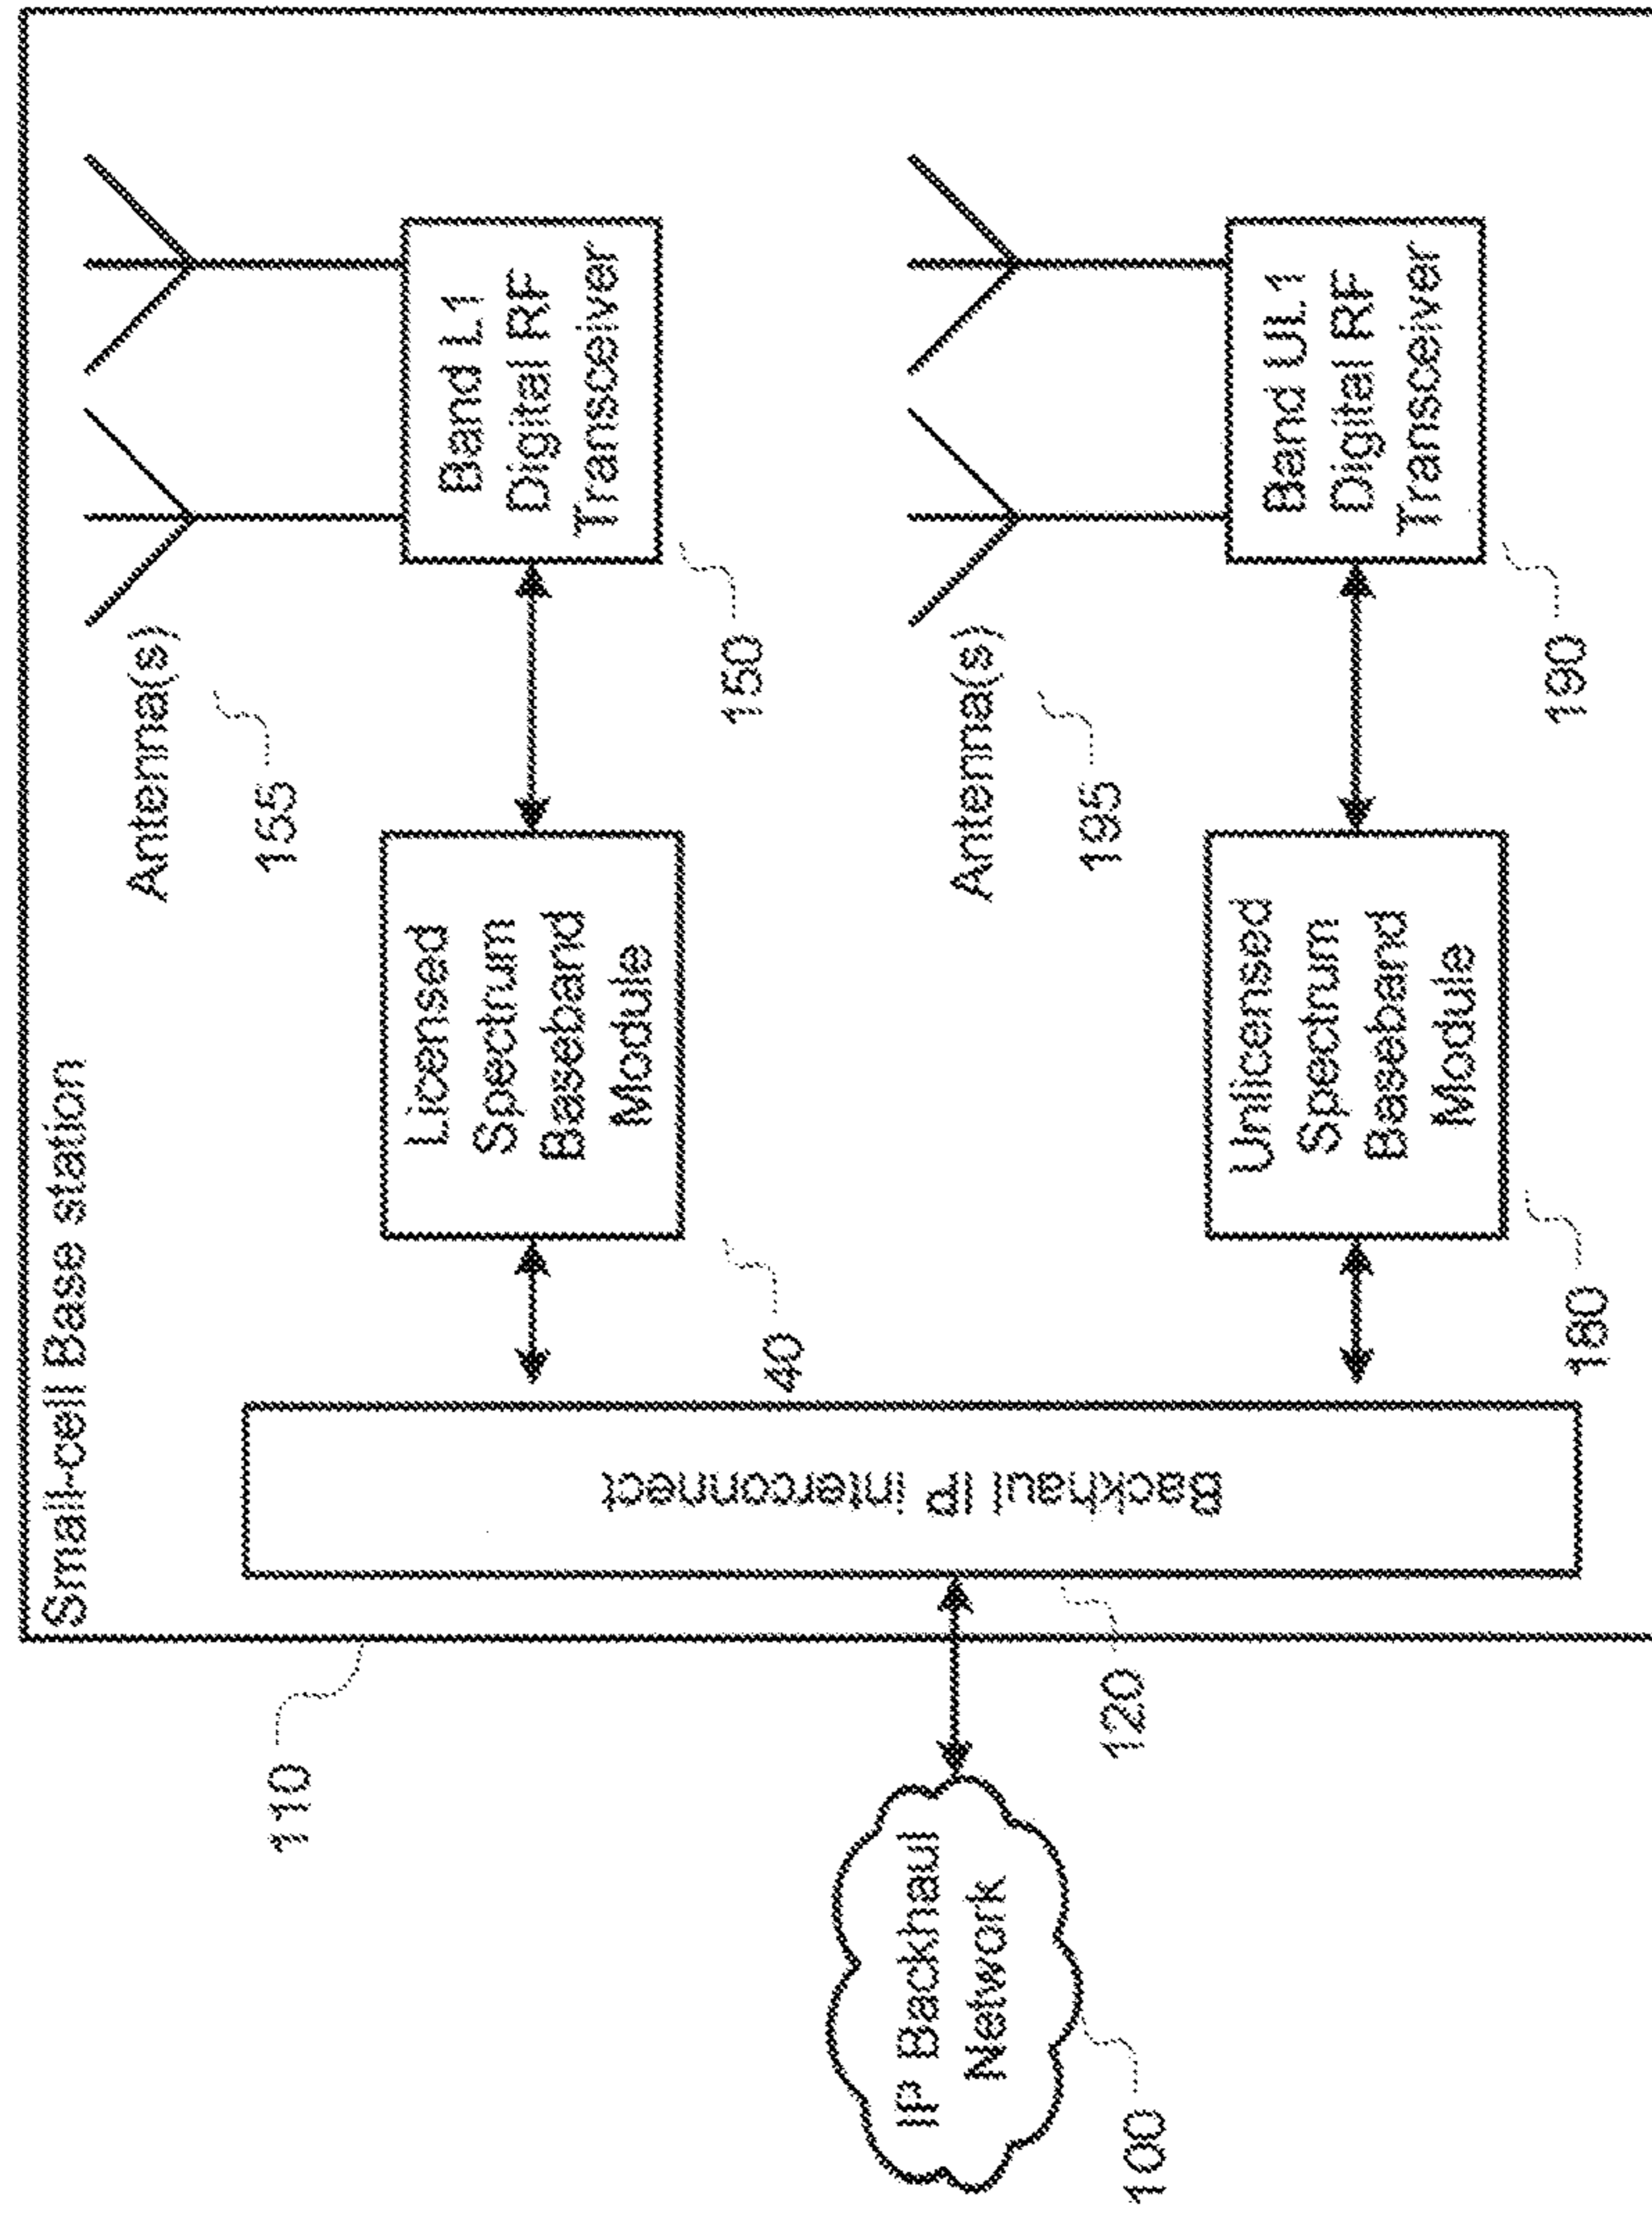 Small-cell Base station
110
Antenna(s)
155
Band L1
Digital RF
Transceiver
150
Licensed
Spectrum
Baseband
Module
40
Backhaul IP interconnect
120
IP Backhaul
Network
100
Antenna(s)
195
Band UL1
Digital RF
Transceiver
190
Unlicensed
Spectrum
Baseband
Module
180